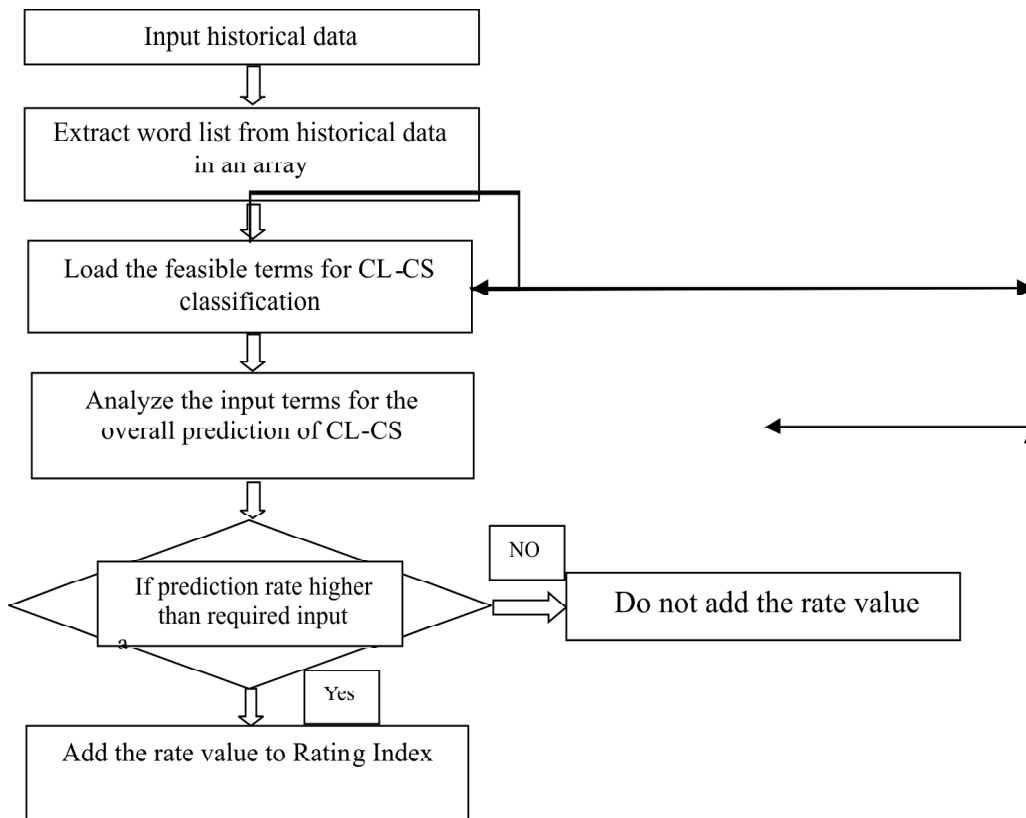 Input historical data
Extract word list from historical data
in an array
Load the feasible terms for CL-CS
classification
Analyze the input terms for the
overall prediction of CL-CS
If prediction rate higher
than required input
a
NO
Do not add the rate value
Yes
Add the rate value to Rating Index